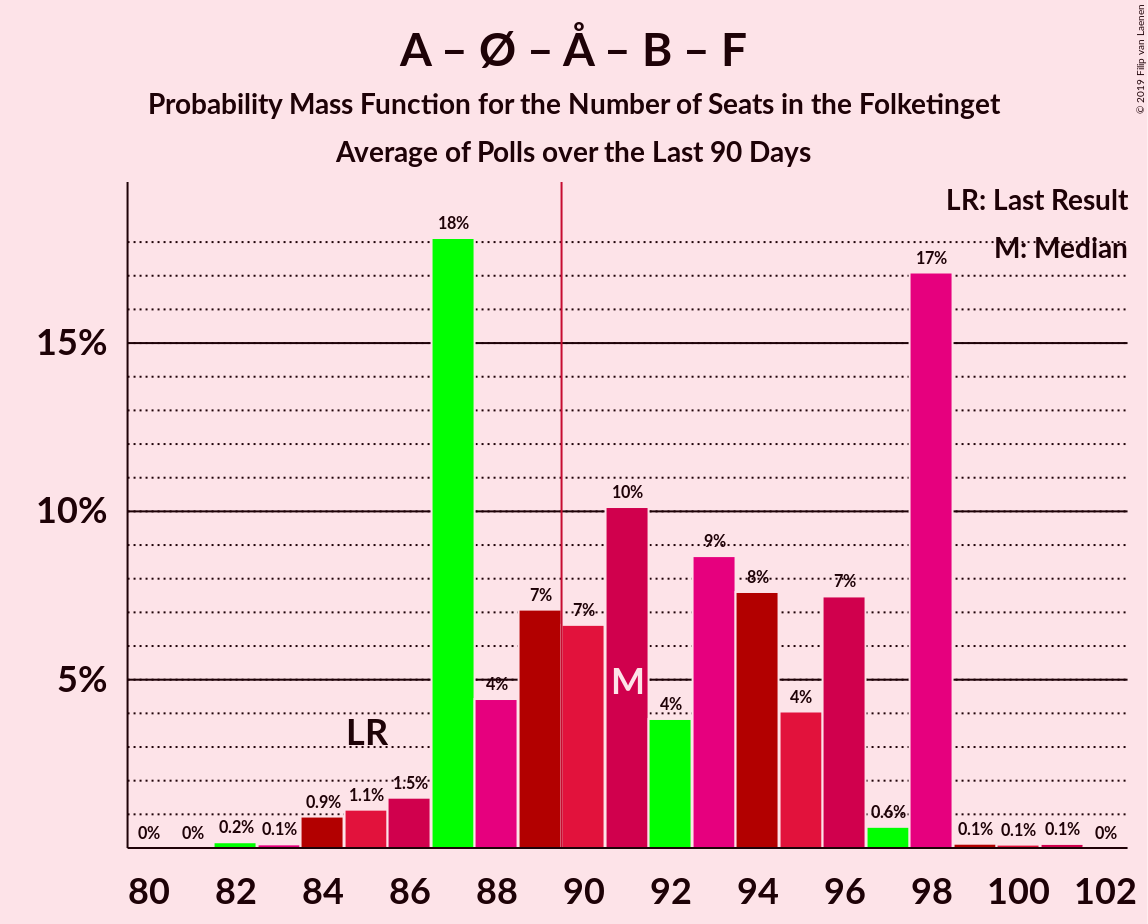 A – Ø – Å – B – F
Probability Mass Function for the Number of Seats in the Folketinget
Average of Polls over the Last 90 Days
© 2019 Filip van Laenen
LR: Last Result
M: Median
15%
10%
5%
0%
0%
0.2%
0.1%
0.9%
1.1%
1.5%
18%
4%
7%
7%
10%
4%
9%
8%
4%
7%
0.6%
17%
0.1%
0.1%
0.1%
0%
LR
M
80 82 84 86 88 90 92 94 96 98 100 102